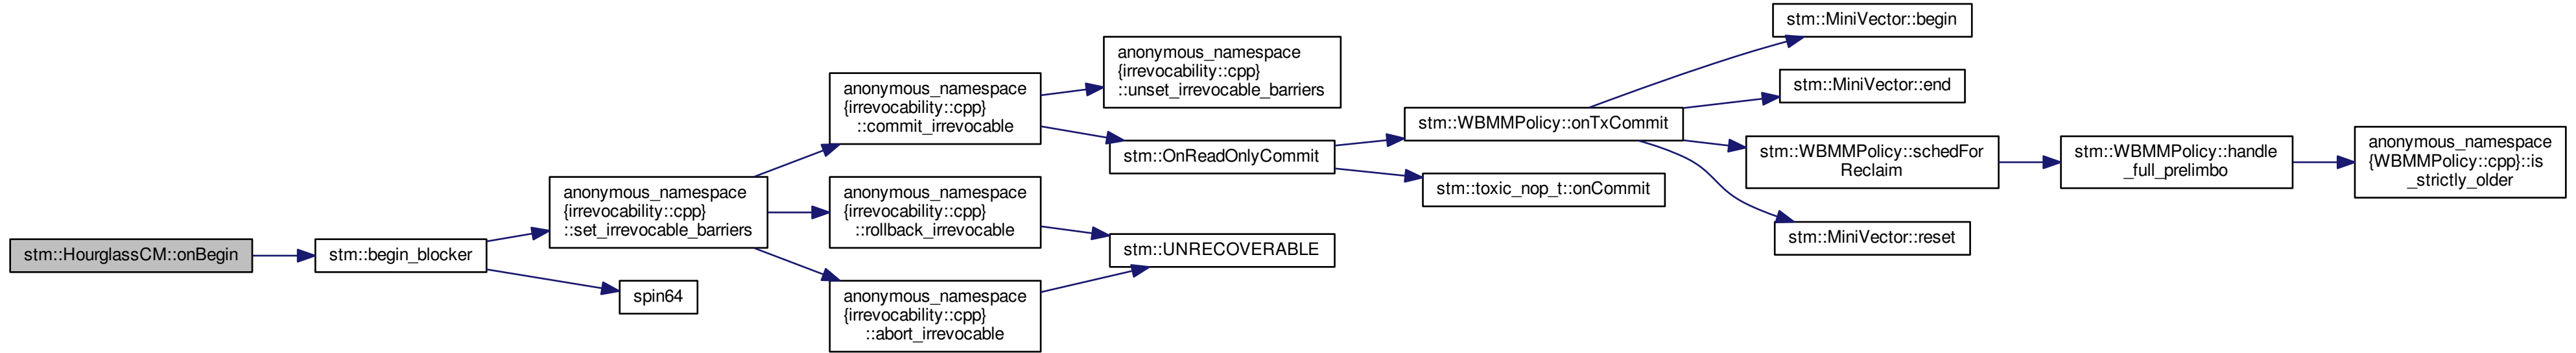 stm::HourglassCM::onBegin
stm::begin_blocker
anonymous_namespace
{irrevocability::cpp}
::set_irrevocable_barriers
spin64
anonymous_namespace
{irrevocability::cpp}
::commit_irrevocable
anonymous_namespace
{irrevocability::cpp}
::rollback_irrevocable
anonymous_namespace
{irrevocability::cpp}
::abort_irrevocable
anonymous_namespace
{irrevocability::cpp}
::unset_irrevocable_barriers
stm::OnReadOnlyCommit
stm::UNRECOVERABLE
stm::WBMMPolicy::onTxCommit
stm::toxic_nop_t::onCommit
stm::MiniVector::begin
stm::MiniVector::end
stm::WBMMPolicy::schedFor
Reclaim
stm::MiniVector::reset
stm::WBMMPolicy::handle
_full_prelimbo
anonymous_namespace
{WBMMPolicy::cpp}::is
_strictly_older